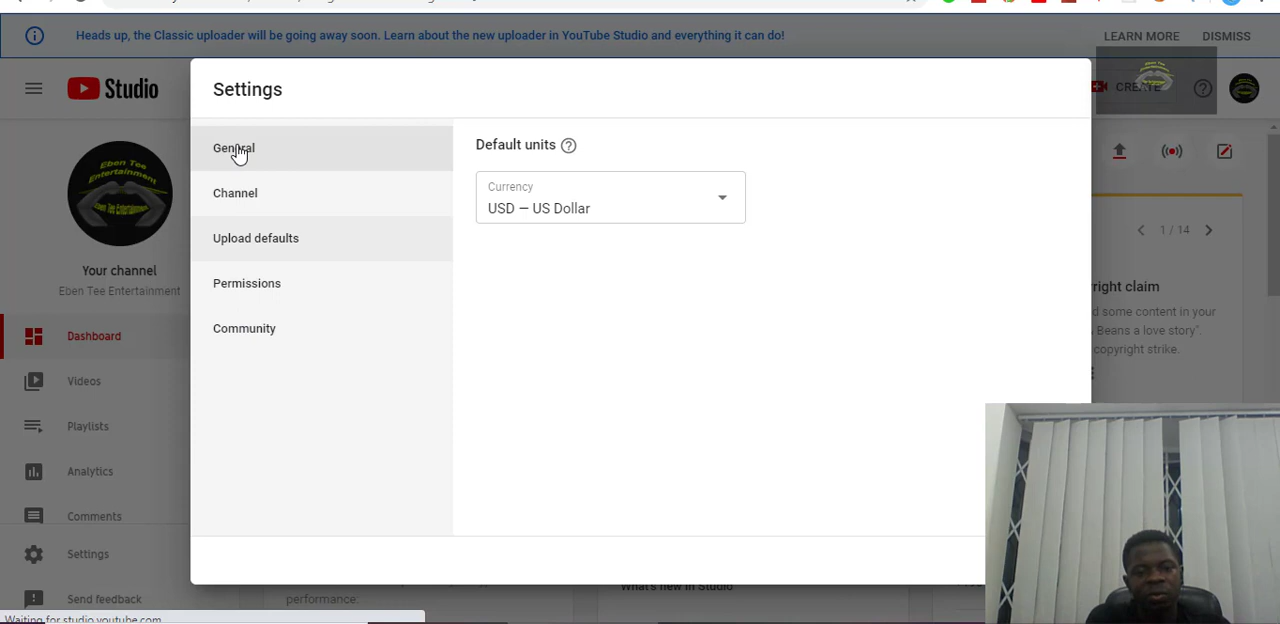 Heads up, the Classic uploader will be going away soon. Learn about the new uploader in YouTube Studio and everything it can do!
LEARN MORE
DISMISS
Studio
CREATE
Settings
General
Channel
Upload defaults
Permissions
Community
Default units
Currency
USD — US Dollar
Eben Tee
Entertainment
Your channel
Eben Tee Entertainment
Dashboard
Videos
Playlists
Analytics
Comments
Settings
Send feedback
1 / 14
right claim
d some content in your
Beans a love story".
copyright strike.
performance:
What's new in Studio
Waiting for studio.youtube.com